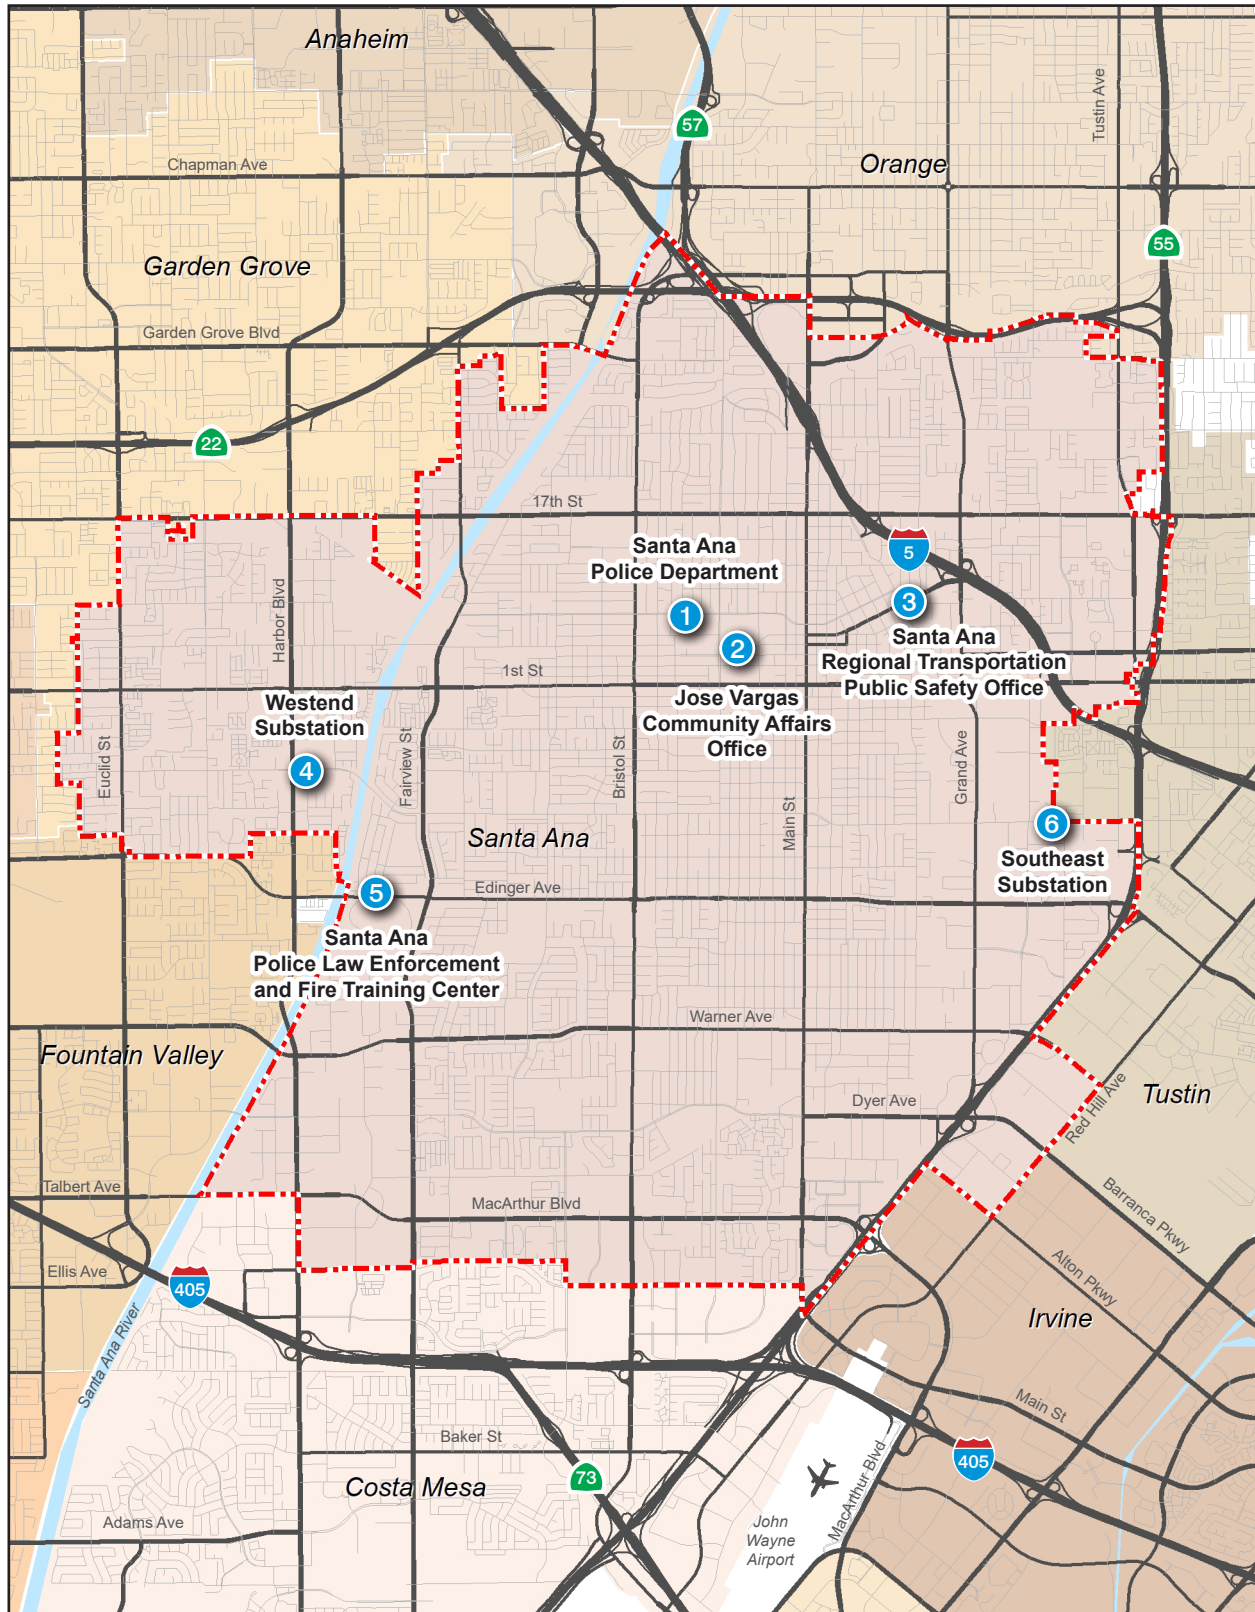 Anaheim
57
Tustin Ave
Chapman Ave
Orange
55
Garden Grove
Garden Grove Blvd
22
17th St
Santa Ana
Police Department
5
1
2
3
Harbor Blvd
Santa Ana
Regional Transportation
Public Safety Office
1st St
Westend
Substation
Jose Vargas
Community Affairs
Office
Euclid St
4
Fairview St
Bristol St
Main St
Grand Ave
Santa Ana
6
Southeast
Substation
5
Edinger Ave
Santa Ana
Police Law Enforcement
and Fire Training Center
Warner Ave
Fountain Valley
Dyer Ave
Red Hill Ave
Tustin
Talbert Ave
MacArthur Blvd
Barranca Pkwy
Ellis Ave
405
Alton Pkwy
Irvine
Santa Ana River
Main St
Baker St
405
73
Costa Mesa
MacArthur Blvd
Adams Ave
John
Wayne
Airport